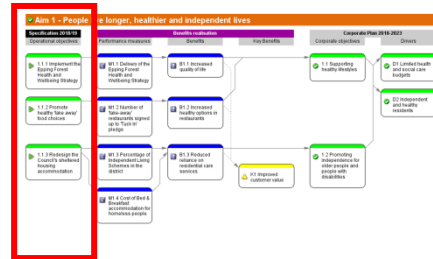 Aim 1 - People live longer, healthier and independent lives
Specification 2018/19
Benefits realisation
Corporate Plan 2018-2023
Operational objectives
Performance measures
Benefits
Key Benefits
Corporate objectives
Drivers
1.1.1 Implement the
Epping Forest
Health and
Wellbeing Strategy
M1.1 Delivery of the
Epping Forest
Health and
Wellbeing Strategy
B1.1 Increased
quality of life
1.1 Supporting
healthy lifestyles
D1 Limited health
and social care
budgets
1.1.2 Promote
healthy 'take away'
food choices
M1.2 Number of
'take-away'
restaurants signed
up to 'Tuck In'
pledge
B1.2 Increased
healthy options in
restaurants
D2 Independent
and healthy
residents
1.1.3 Redesign the
Council's sheltered
housing
accommodation
M1.3 Percentage of
Independent Living
Schemes in the
district
B1.3 Reduced
reliance on
residential care
services
K3 Improved
customer value
1.2 Promoting
independence for
older people and
people with
disabilities
M1.4 Cost of Bed &
Breakfast
accommodation for
homeless people